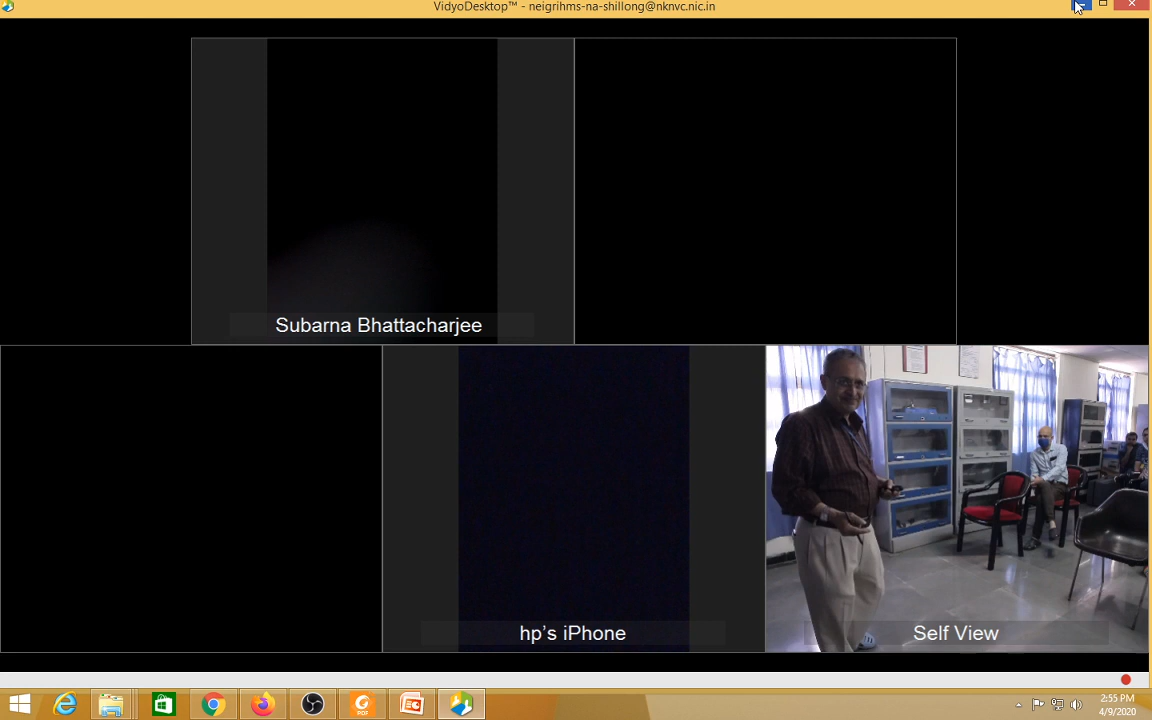 VidyoDesktop™ - neigrihms-na-shillong@nknvc.nic.in
Subarna Bhattacharjee
hp's iPhone
Self View
PDF
2:55 PM
4/9/2020